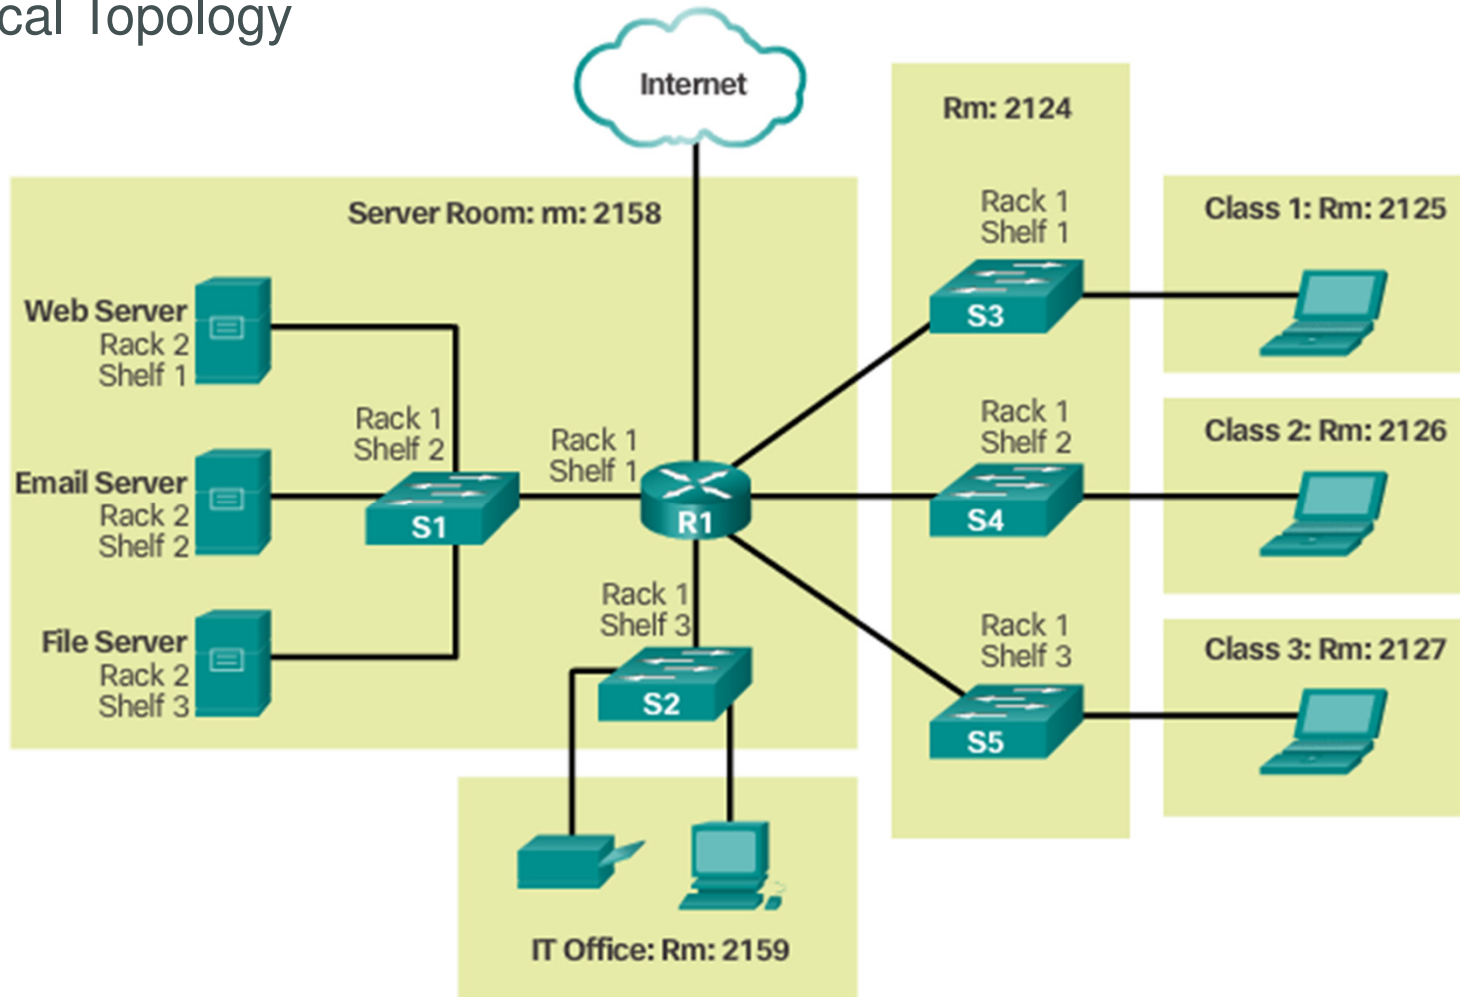 cal Topology
Internet
Rm: 2124
Server Room: rm: 2158
Rack 1
Shelf 1
Class 1: Rm: 2125
Web Server
Rack 2
Shelf 1
S3
Rack 1
Shelf 2
Rack 1
Shelf 1
Rack 1
Shelf 2
Class 2: Rm: 2126
Email Server
Rack 2
Shelf 2
S1
R1
S4
Rack 1
Shelf 3
Rack 1
Shelf 3
Class 3: Rm: 2127
File Server
Rack 2
Shelf 3
S2
S5
IT Office: Rm: 2159